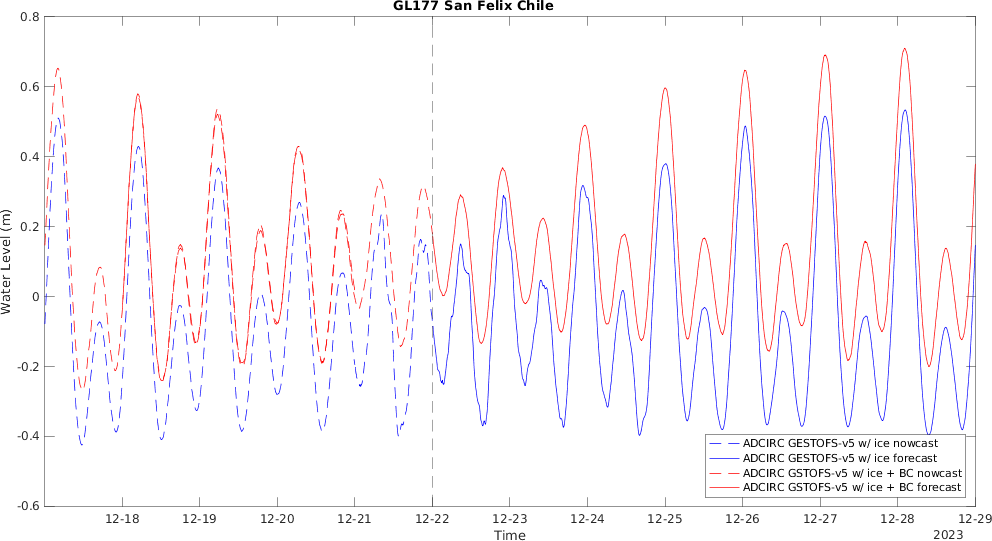 GL177 San Felix Chile
Water Level (m)
0.8
0.6
0.4
0.2
0
-0.2
-0.4
-0.6
12-18 12-19 12-20 12-21 12-22 12-23 12-24 12-25 12-26 12-27 12-28 12-29
Time
2023
ADCIRC GESTOFS-v5 w/ ice nowcast
ADCIRC GESTOFS-v5 w/ ice forecast
ADCIRC GSTOFS-v5 w/ ice + BC nowcast
ADCIRC GSTOFS-v5 w/ ice + BC forecast